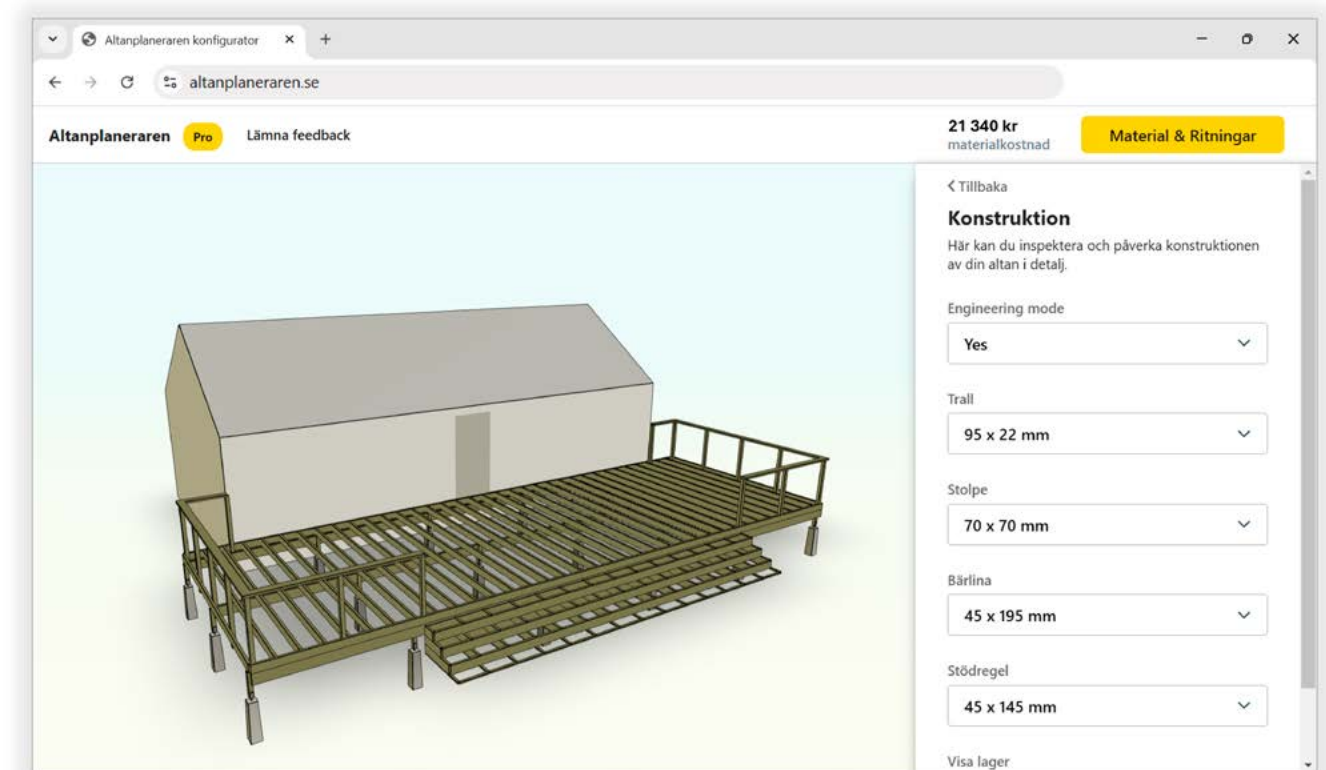 Altanplaneraren konfigurator
altanplaneraren.se
Altanplaneraren Pro Lämna feedback
21 340 kr
materialkostnad
Material & Ritningar
Tillbaka
Konstruktion
Här kan du inspektera och påverka konstruktionen
av din altan i detalj.
Engineering mode
Yes
Trall
95 x 22 mm
Stolpe
70 x 70 mm
Bärlina
45 x 195 mm
Stödregel
45 x 145 mm
Visa lager